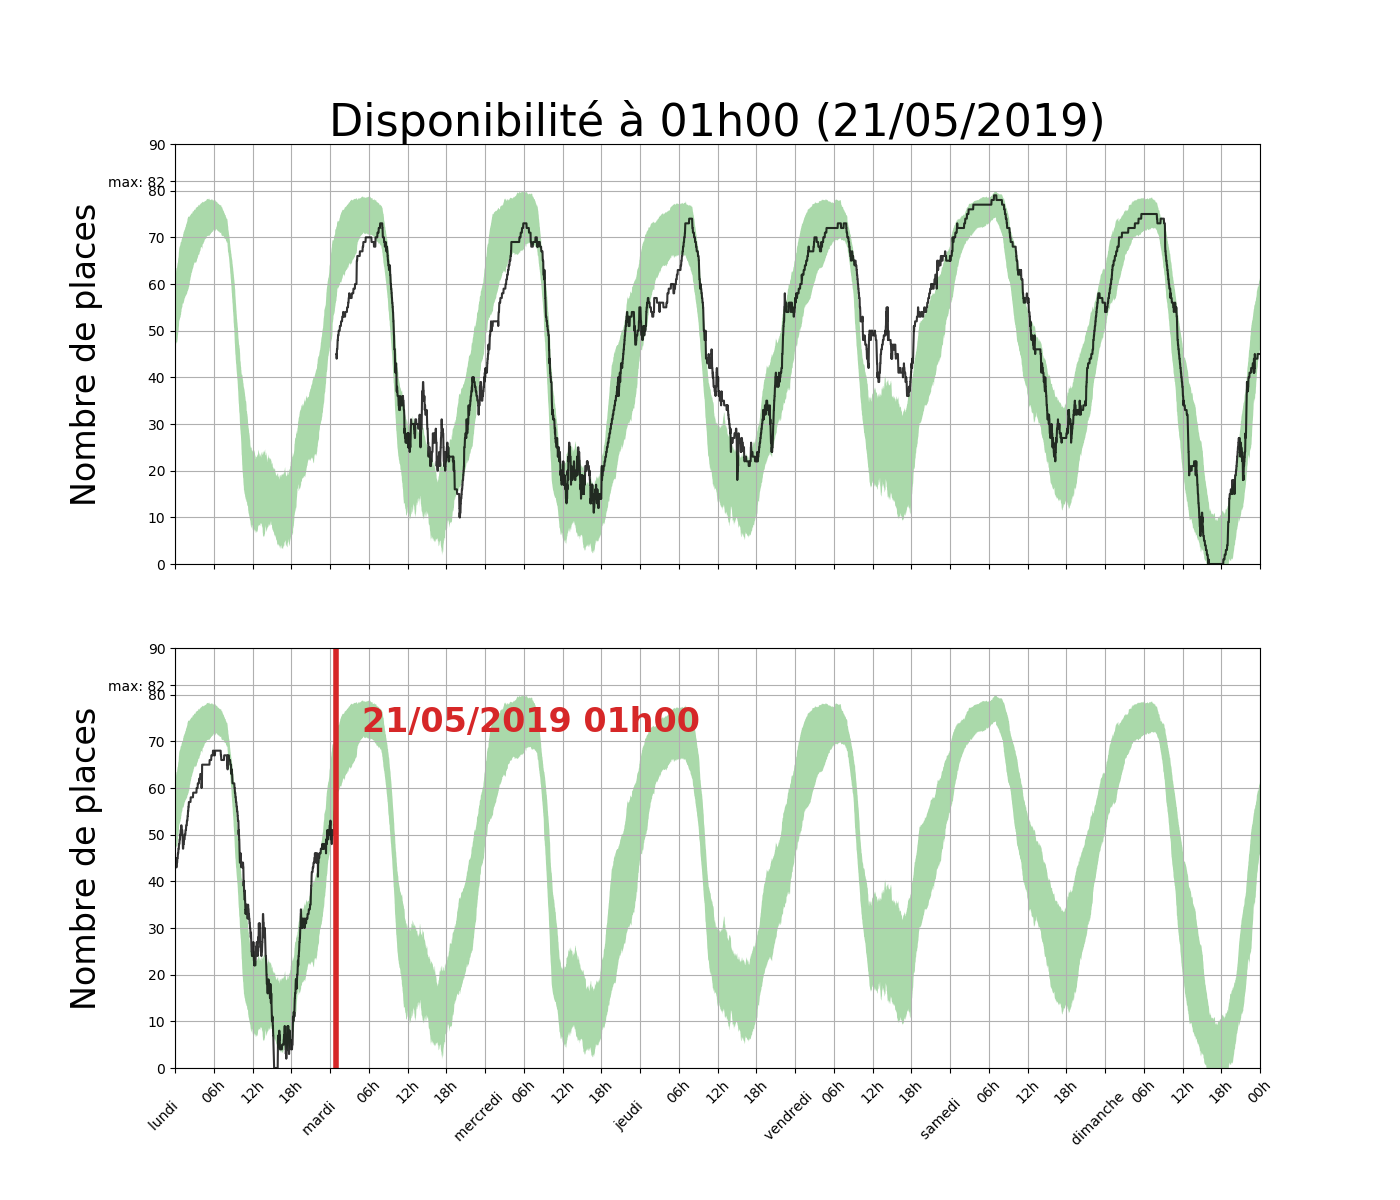 Disponibilité à 01h00 (21/05/2019)
90
max: 82
80
70
60
50
40
30
20
10
0
Nombre de places
90
max: 82
80
70
60
50
40
30
20
10
0
Nombre de places
21/05/2019 01h00
lundi 06h 12h 18h mardi 06h 12h 18h mercredi 06h 12h 18h jeudi 06h 12h 18h vendredi 06h 12h 18h samedi 06h 12h 18h dimanche 06h 12h 18h 00h